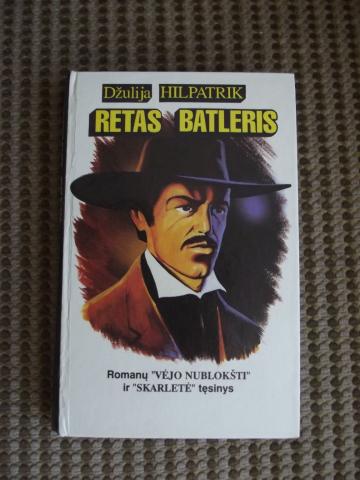 Džulija HILPATRIK
RETAS BATLERIS
Romanų "VĖJO NUBLOKŠTI"
ir "SKARLETĖ" tęsinys